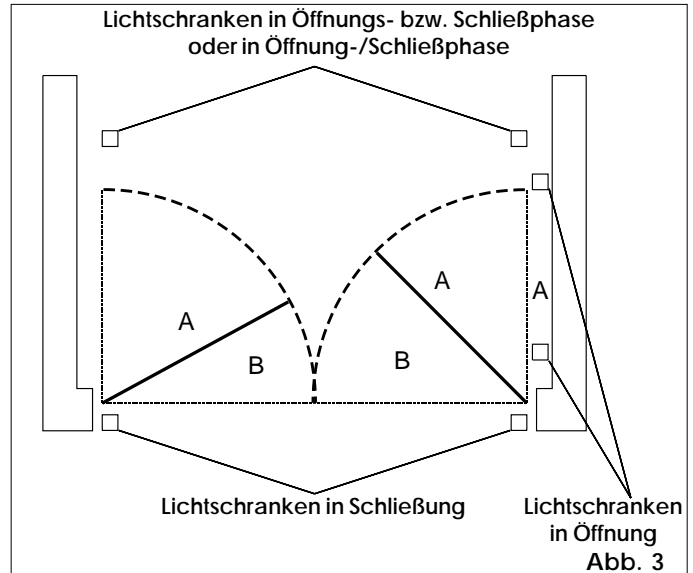 Lichtschranken in Öffnungs- bzw. Schließphase
oder in Öffnung-/Schließphase
A
A
A
B
B
Lichtschranken in Schließung
Lichtschranken
in Öffnung
Abb. 3